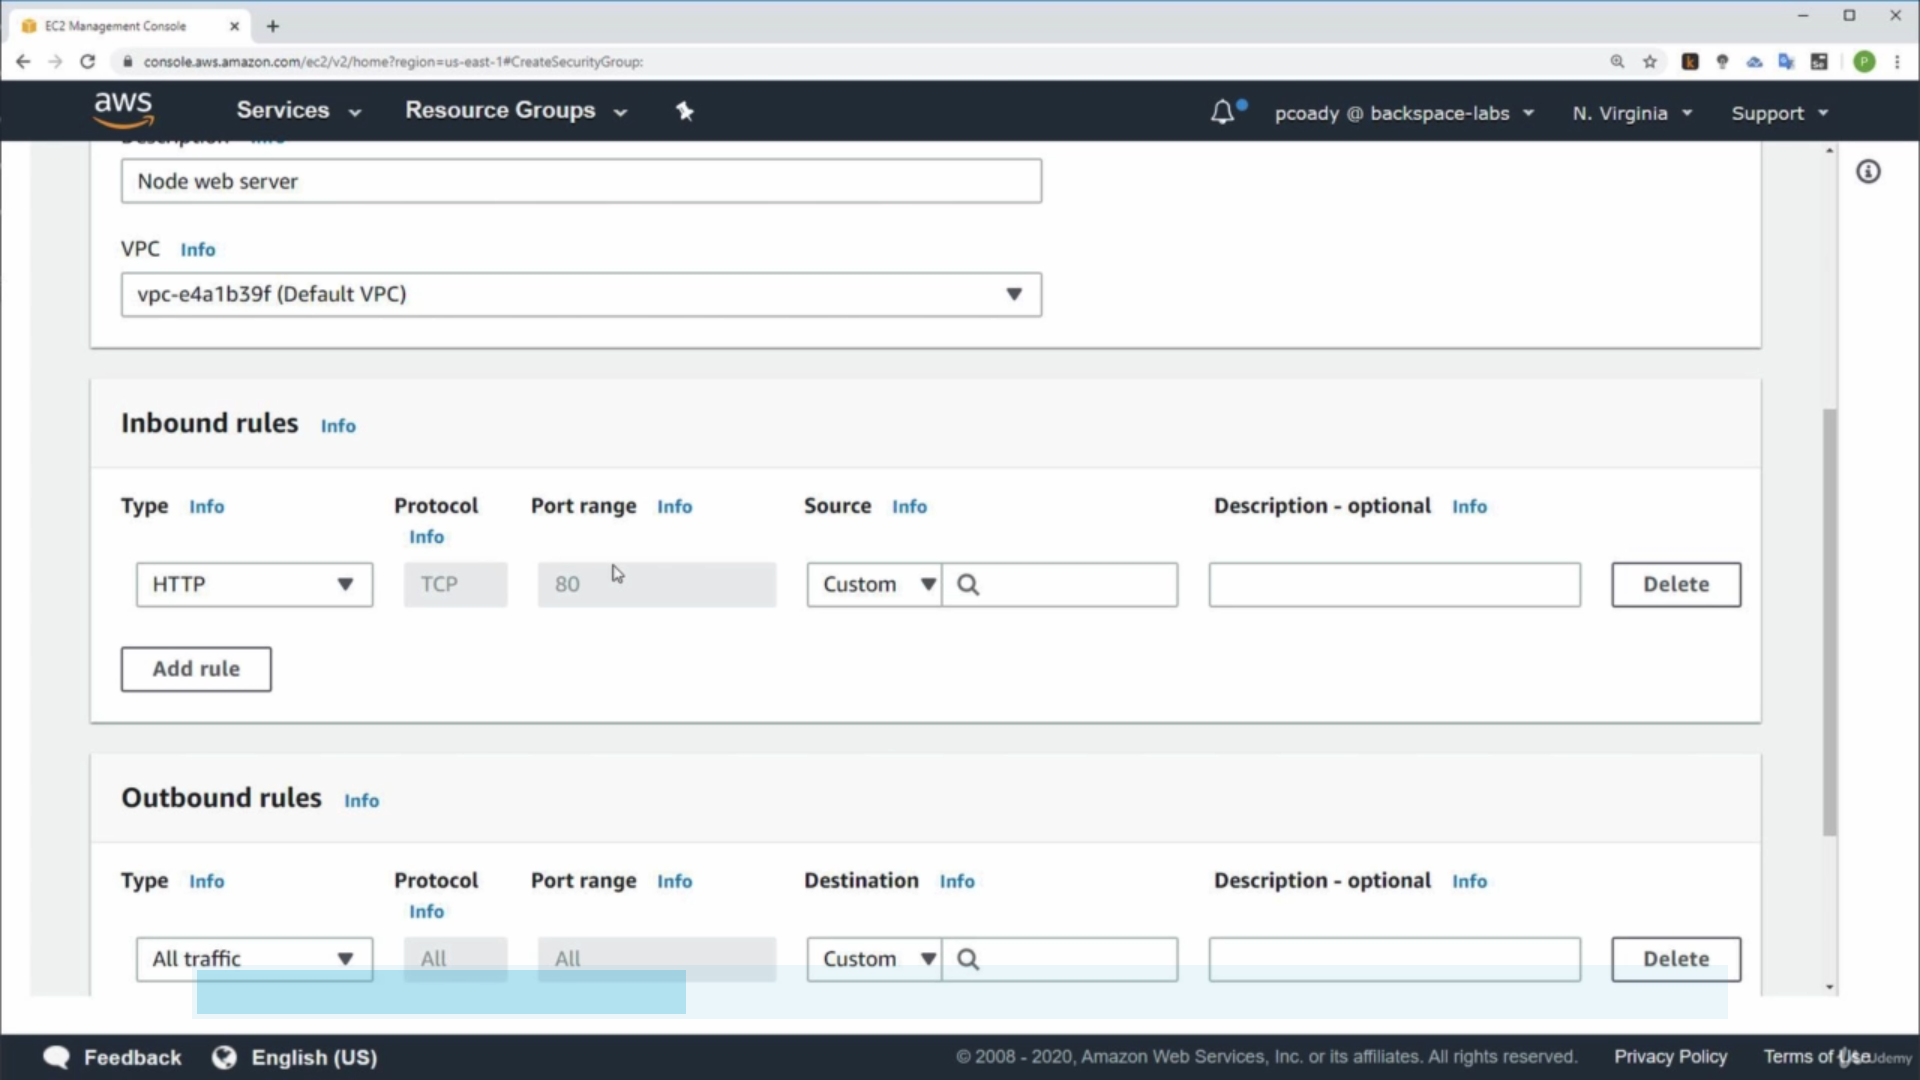 EC2 Management Console
console.aws.amazon.com/ec2/v2/home?region=us-east-1#CreateSecurityGroup:
P
aws
Services
Resource Groups
pcoady @ backspace-labs
N. Virginia
Support
Description Info
Node web server
VPC Info
vpc-e4a1b39f (Default VPC)
Inbound rules Info
Type Info
Protocol Info
Port range Info
Source Info
Description - optional Info
HTTP
TCP
80
Custom
Delete
Add rule
Outbound rules Info
Type Info
Protocol Info
Port range Info
Destination Info
Description - optional Info
All traffic
All
All
Custom
Delete
Feedback
English (US)
© 2008 - 2020, Amazon Web Services, Inc. or its affiliates. All rights reserved.
Privacy Policy
Terms of Use
Udemy